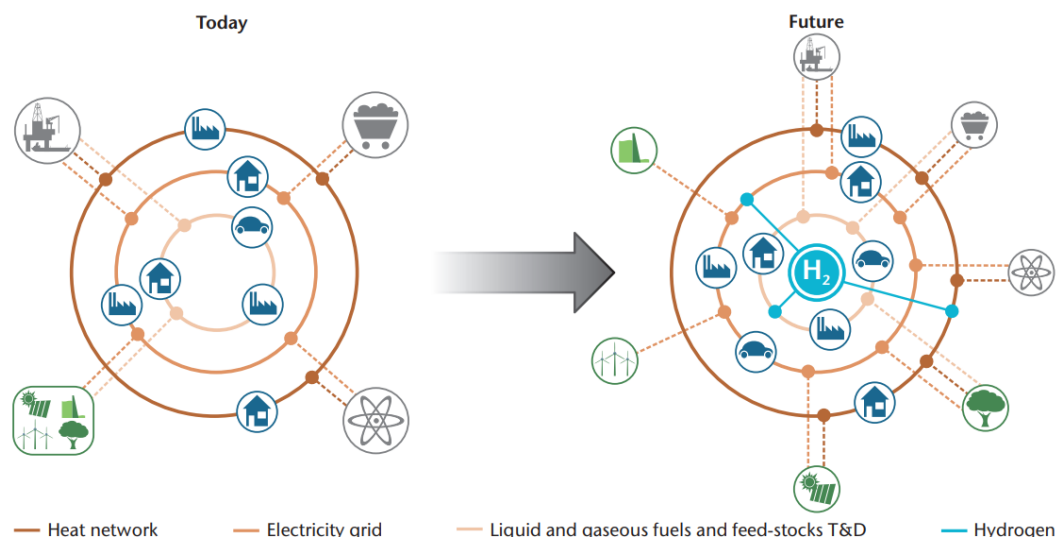 Today
Future
H₂
Heat network
Electricity grid
Liquid and gaseous fuels and feed-stocks T&D
Hydrogen